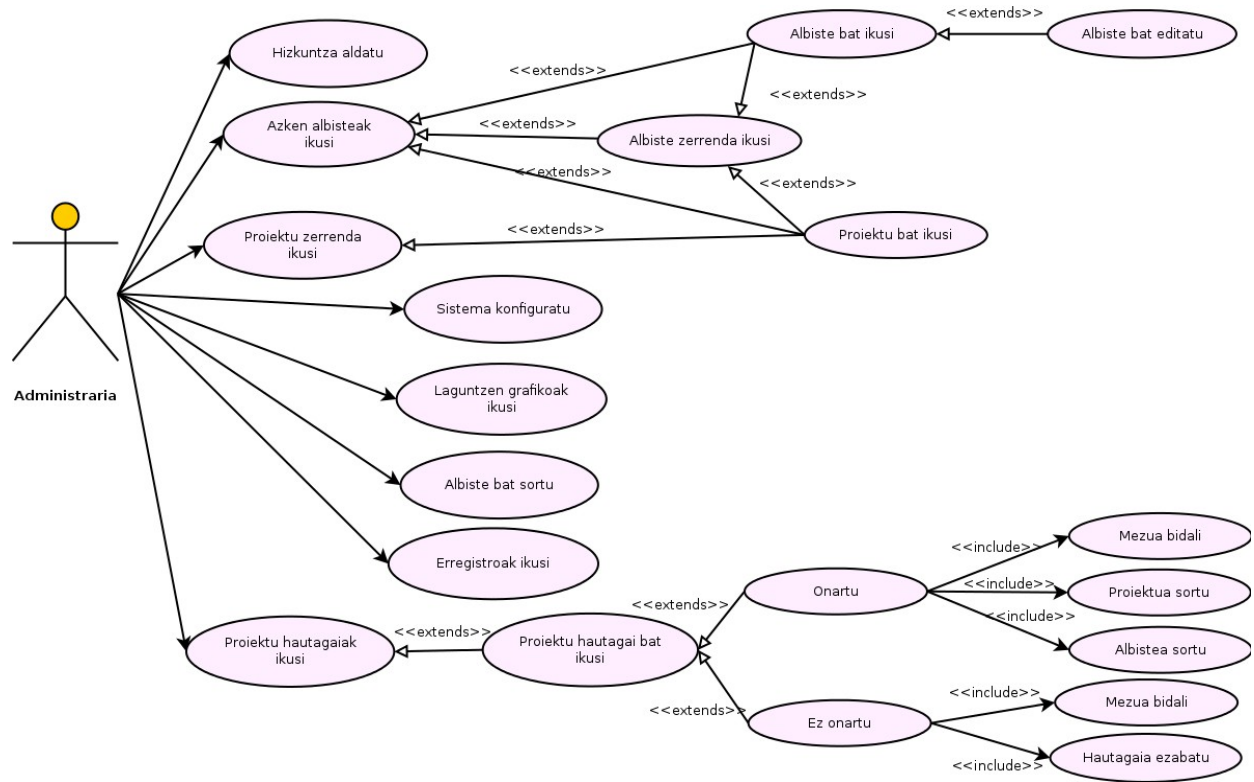 <<extends>>
Albiste bat ikusi
Albiste bat editatu
Hizkuntza aldatu
<<extends>>
<<extends>>
Azken albisteak
ikusi
<<extends>>
Albiste zerrenda ikusi
<<extends>>
<<extends>>
Proiektu zerrenda
ikusi
<<extends>>
Proiektu bat ikusi
Sistema konfiguratu
Administraria
Laguntzen grafikoak
ikusi
Albiste bat sortu
Erregistroak ikusi
<<include>>
Mezua bidali
Onartu
<<include>>
Proiektua sortu
<<extends>>
<<include>>
Albistea sortu
Proiektu hautagaiak
ikusi
<<extends>>
Proiektu hautagai bat
ikusi
<<include>>
Mezua bidali
<<extends>>
Ez onartu
<<include>>
Hautagaia ezabatu